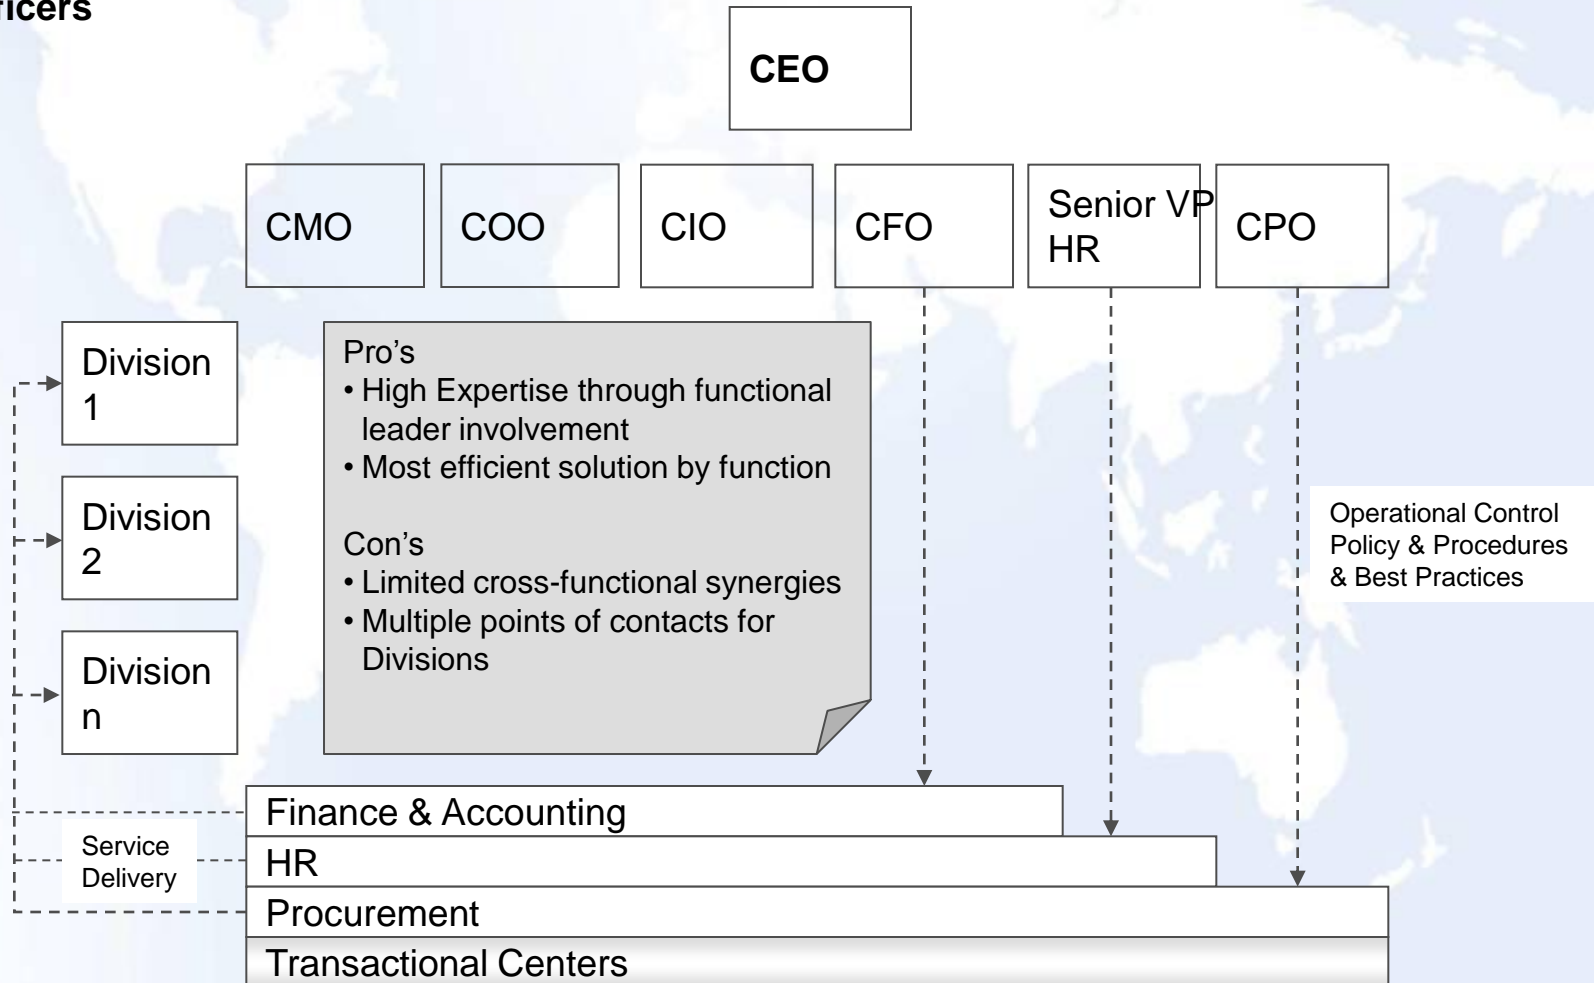 CEO
CMO
COO
CIO
CFO
Senior VP
HR
CPO
Division
1
Division
2
Division
n
Pro's
• High Expertise through functional
leader involvement
• Most efficient solution by function
Con's
• Limited cross-functional synergies
• Multiple points of contacts for
Divisions
Operational Control
Policy & Procedures
& Best Practices
Service
Delivery
Finance & Accounting
HR
Procurement
Transactional Centers